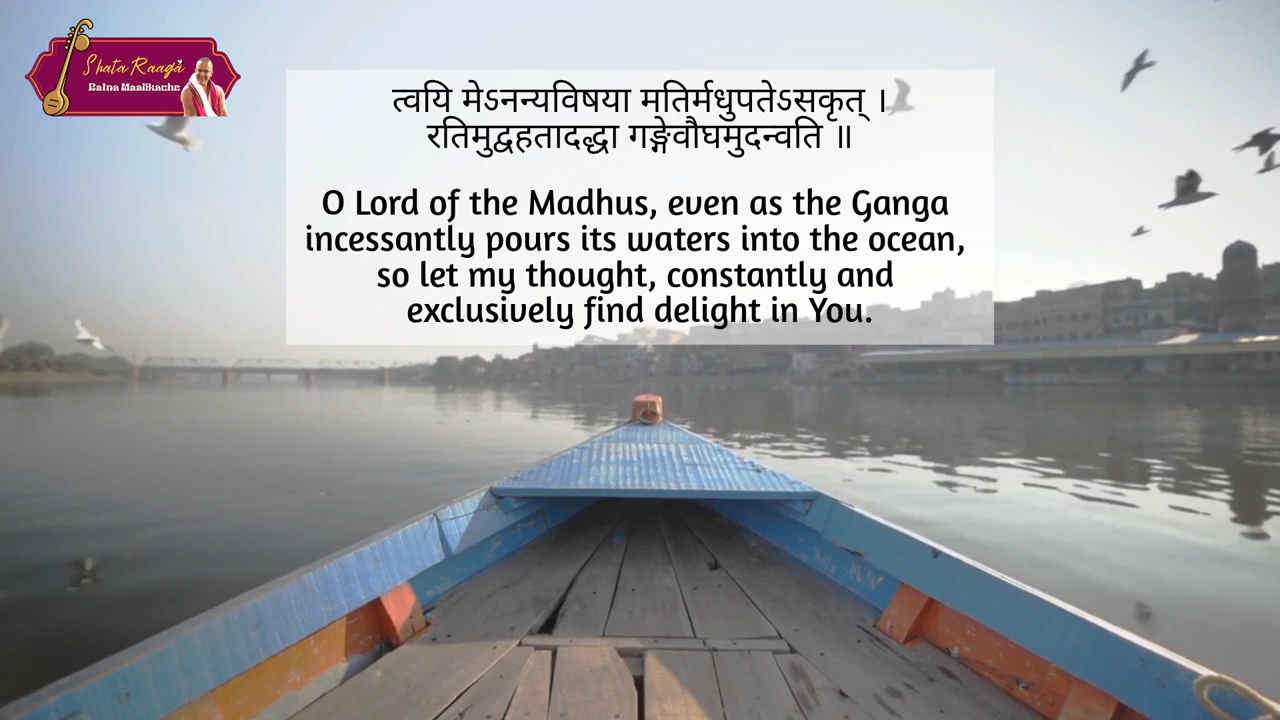 Shata Raaga
Ratna Maalikache
त्वयि मेऽनन्यविषया मतिर्मधुपतेऽसकृत् ।
रतिमुद्वहतादद्धा गङ्गेवौघमुदन्वति ॥
O Lord of the Madhus, even as the Ganga
incessantly pours its waters into the ocean,
so let my thought, constantly and
exclusively find delight in You.